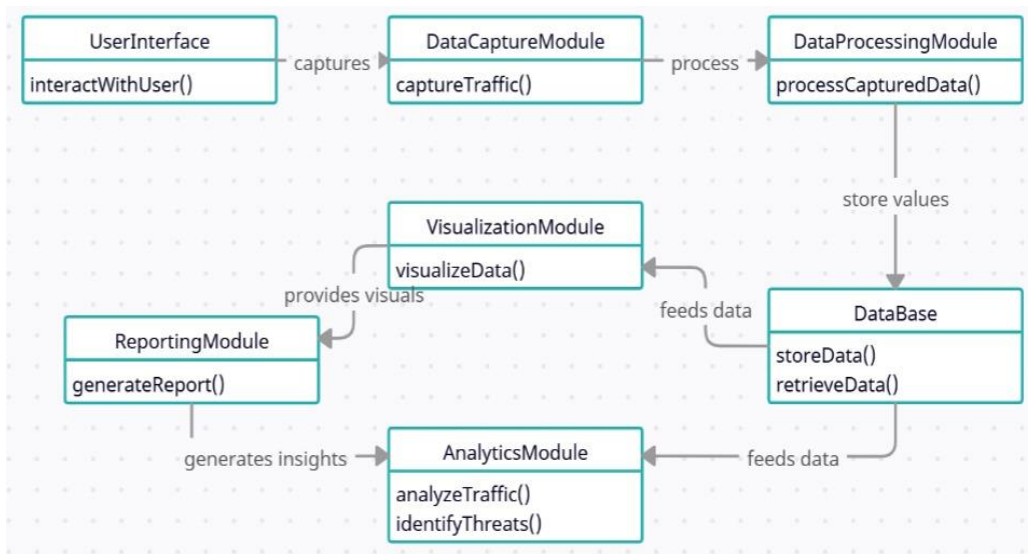 UserInterface
interactWithUser()
captures
DataCaptureModule
captureTraffic()
process
DataProcessingModule
processCapturedData()
store values
VisualizationModule
visualizeData()
provides visuals
feeds data
DataBase
storeData()
retrieveData()
ReportingModule
generateReport()
generates insights
AnalyticsModule
analyzeTraffic()
identifyThreats()
feeds data